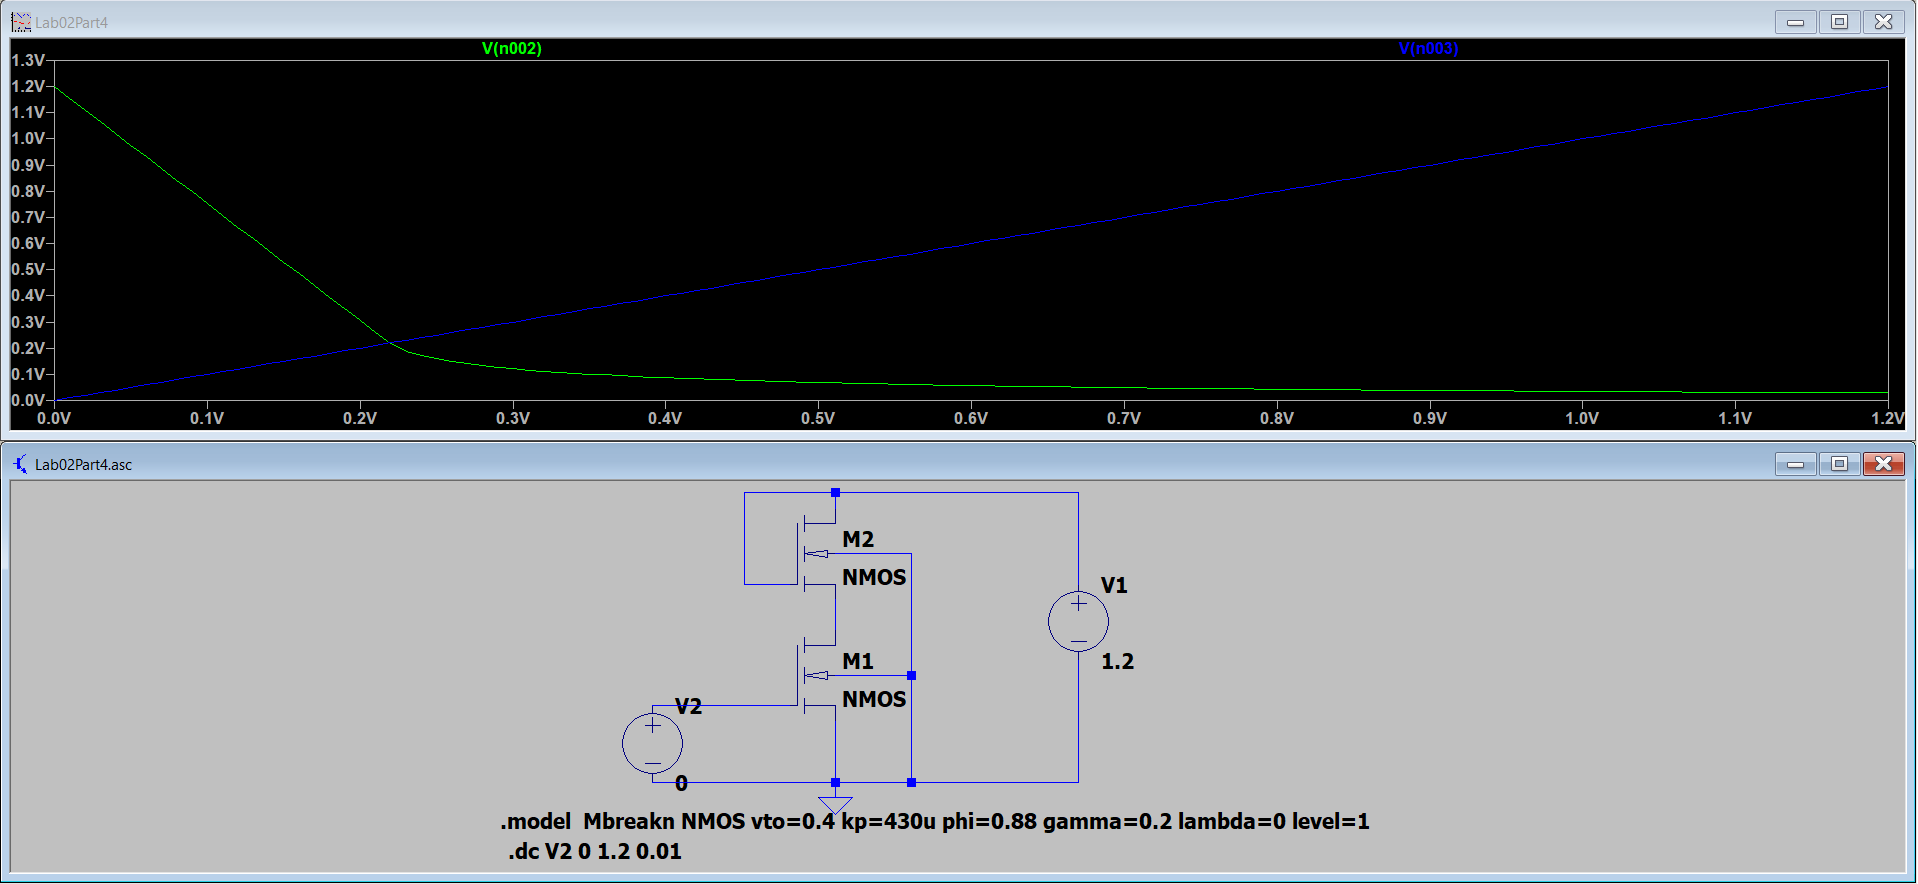 Lab02Part4
V(n002) V(n003)
1.3V
1.2V
1.1V
1.0V
0.9V
0.8V
0.7V
0.6V
0.5V
0.4V
0.3V
0.2V
0.1V
0.0V
0.0V 0.1V 0.2V 0.3V 0.4V 0.5V 0.6V 0.7V 0.8V 0.9V 1.0V 1.1V 1.2V
Lab02Part4.asc
M2
NMOS
V1
1.2
M1
NMOS
V2
0
.model Mbreakn NMOS vto=0.4 kp=430u phi=0.88 gamma=0.2 lambda=0 level=1
.dc V2 0 1.2 0.01